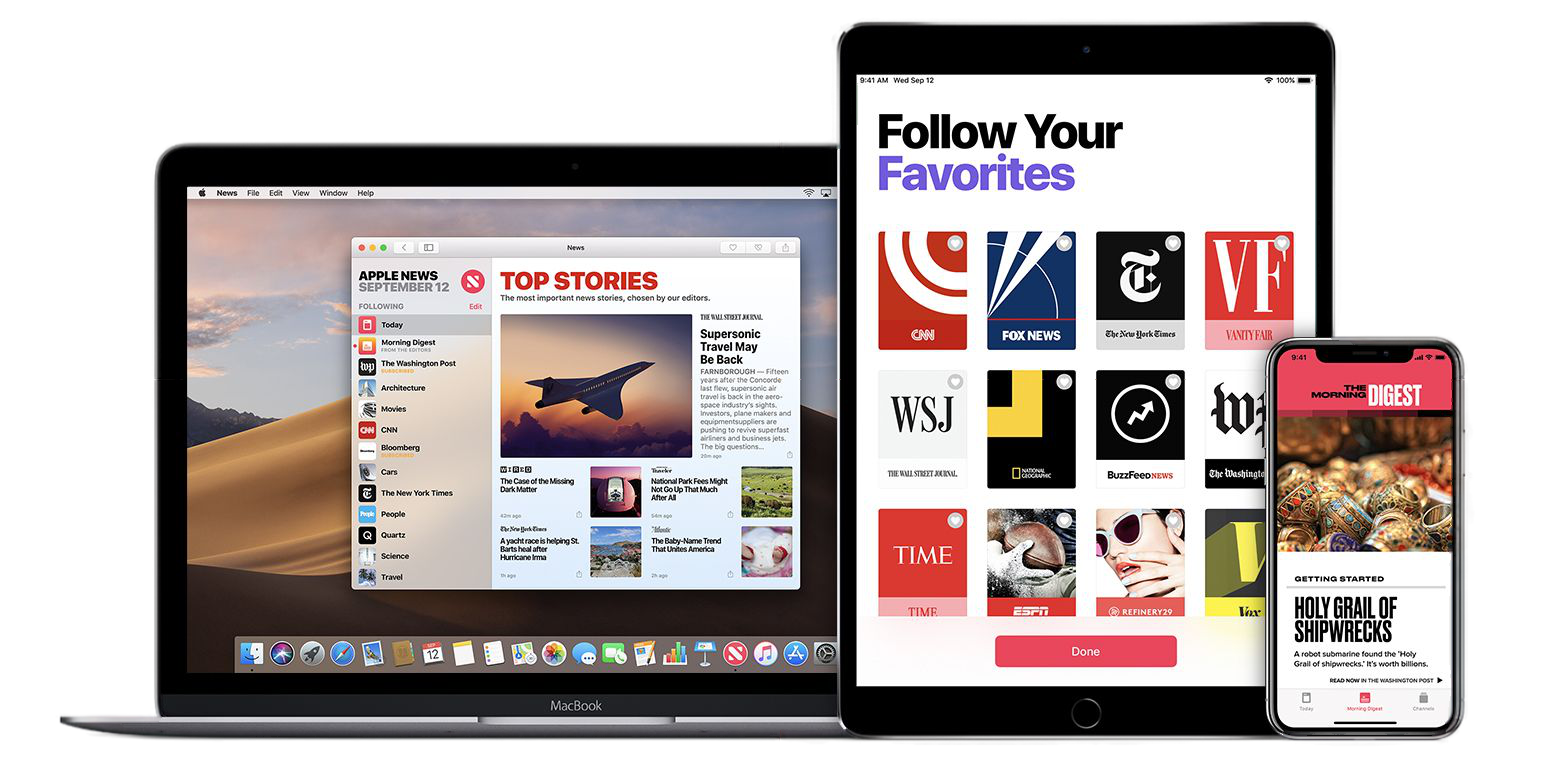 News File Edit View Window Help
News
APPLE NEWS
SEPTEMBER 12
FOLLOWING Edit
Today
Morning Digest
FROM THE EDITORS
The Washington Post
SUBSCRIBED
Architecture
Movies
CNN
Bloomberg
SUBSCRIBED
Cars
The New York Times
People
Quartz
Science
Travel
TOP STORIES
The most important news stories, chosen by our editors.
THE WALL STREET JOURNAL
Supersonic
Travel May
Be Back
FARNBOROUGH — Fifteen
years after the Concorde
last flew, supersonic air
travel is back in the aero-
space industry's sights.
Investors, plane makers and
equipmentsuppliers are
pushing to revive superfast
airliners and business jets.
The big questions...
20m ago
WIRED
The Case of the Missing
Dark Matter
42m ago
Traveler
National Park Fees Might
Not Go Up That Much
After All
54m ago
The New York Times
A yacht race is helping St.
Barts heal after
Hurricane Irma
1h ago
Atlantic
The Baby-Name Trend
That Unites America
2h ago
SEP
12
MacBook
9:41 AM Wed Sep 12 100%
Follow Your
Favorites
CNN
FOX NEWS
T
The New York Times
VF
VANITY FAIR
WSJ
THE WALL STREET JOURNAL
NATIONAL
GEOGRAPHIC
BuzzFeed NEWS
The Washington
TIME
TIME
ESPN
REFINERY29
V
Vox
Done
9:41
THE
MORNING DIGEST
GETTING STARTED
HOLY GRAIL OF
SHIPWRECKS
A robot submarine found the 'Holy
Grail of shipwrecks.' It's worth billions.
READ NOW IN THE WASHINGTON POST
Today Morning Digest Channels